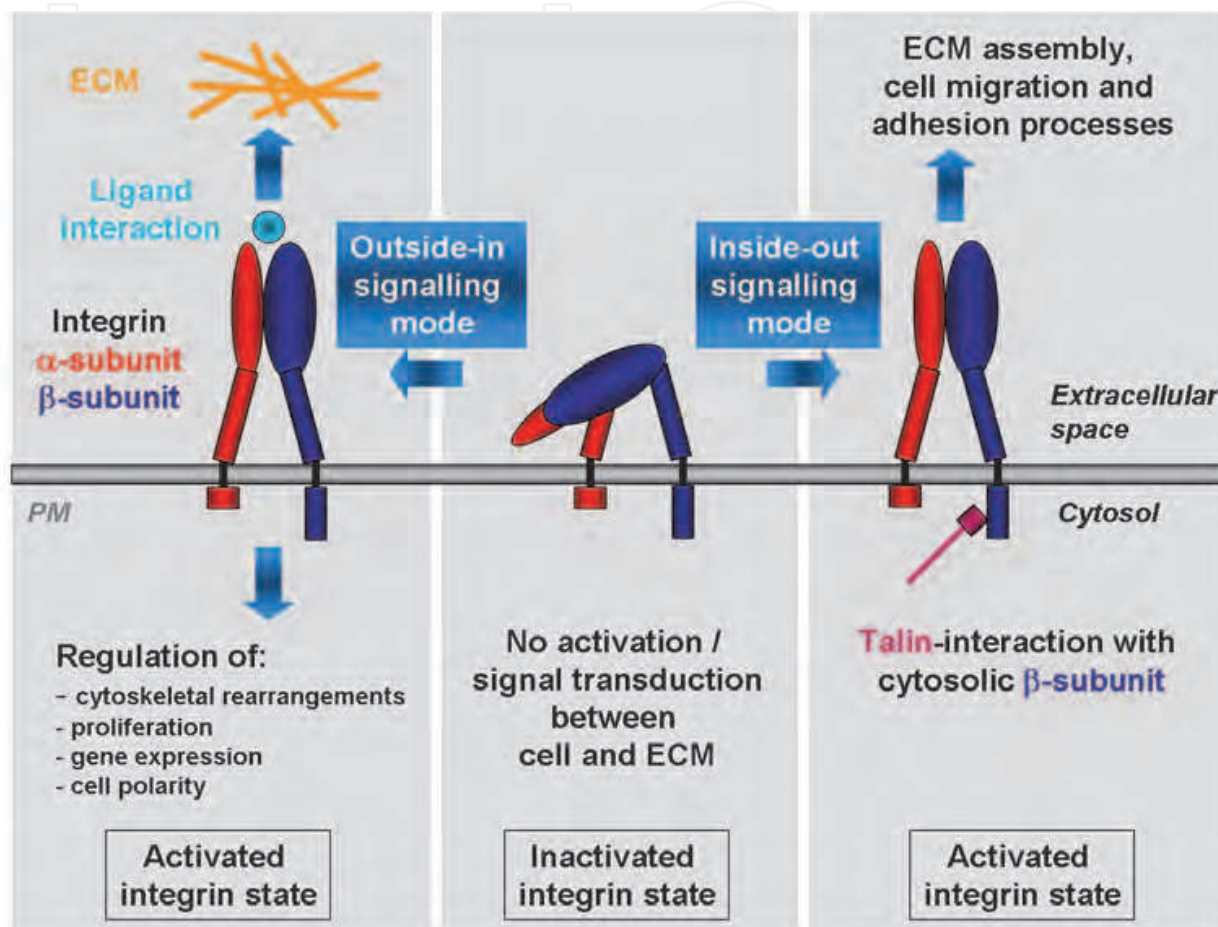 ECM
Ligand
interaction
Integrin
α-subunit
β-subunit
Outside-in
signalling
mode
Inside-out
signalling
mode
ECM assembly,
cell migration and
adhesion processes
Extracellular
space
PM
Cytosol
Regulation of:
- cytoskeletal rearrangements
- proliferation
- gene expression
- cell polarity
No activation /
signal transduction
between
cell and ECM
Talin-interaction with
cytosolic β-subunit
Activated
integrin state
Inactivated
integrin state
Activated
integrin state